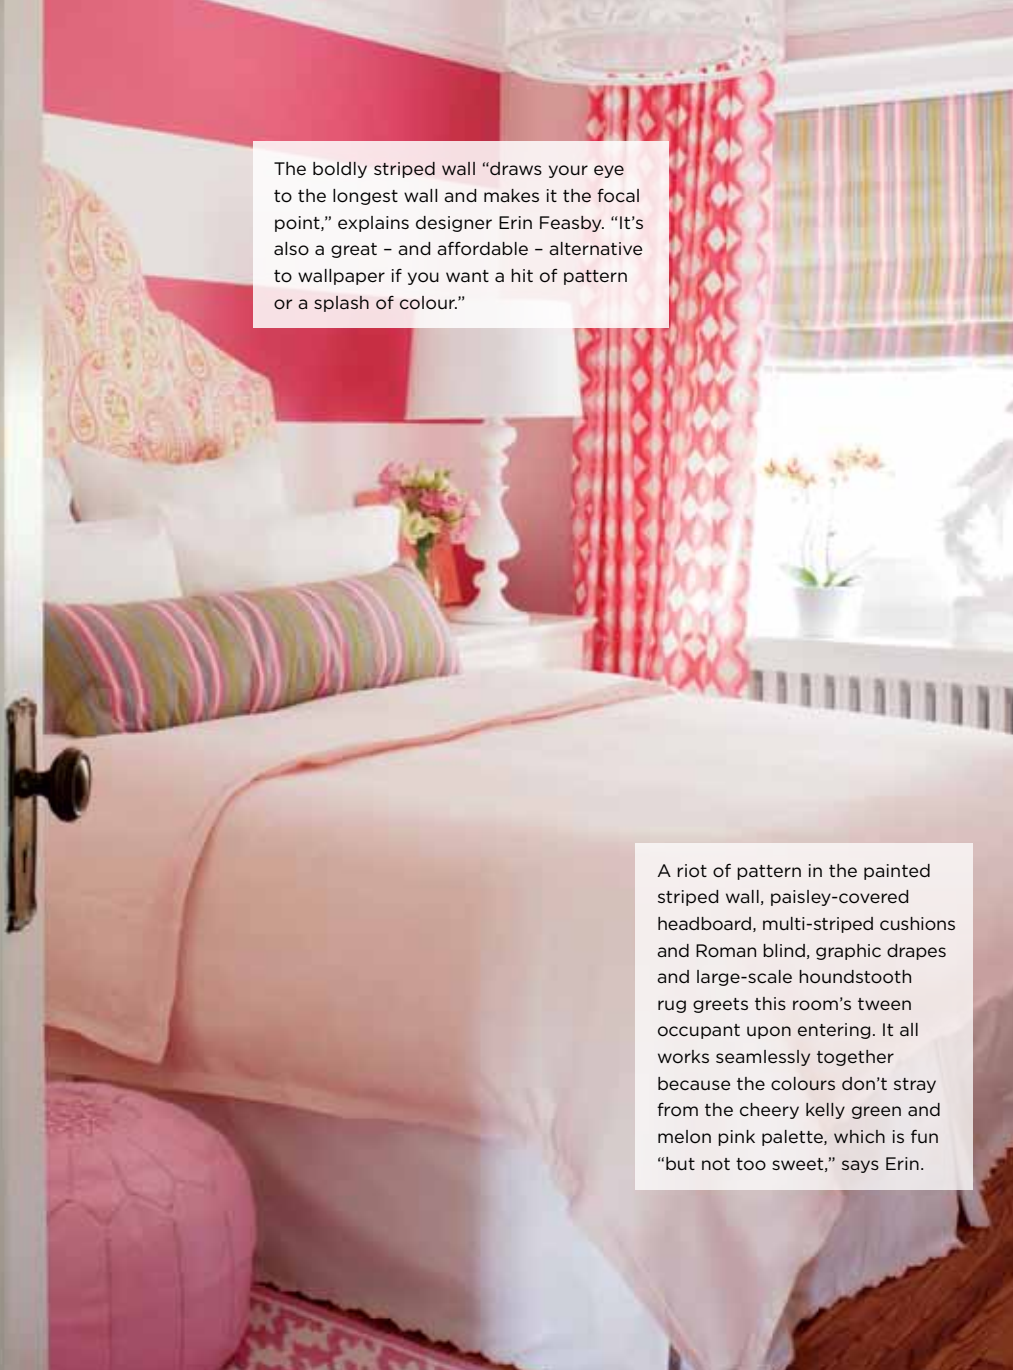 The boldly striped wall “draws your eye
to the longest wall and makes it the focal
point,” explains designer Erin Feasby. “It’s
also a great – and affordable – alternative
to wallpaper if you want a hit of pattern
or a splash of colour.”
A riot of pattern in the painted
striped wall, paisley-covered
headboard, multi-striped cushions
and Roman blind, graphic drapes
and large-scale houndstooth
rug greets this room’s tween
occupant upon entering. It all
works seamlessly together
because the colours don’t stray
from the cheery kelly green and
melon pink palette, which is fun
“but not too sweet,” says Erin.